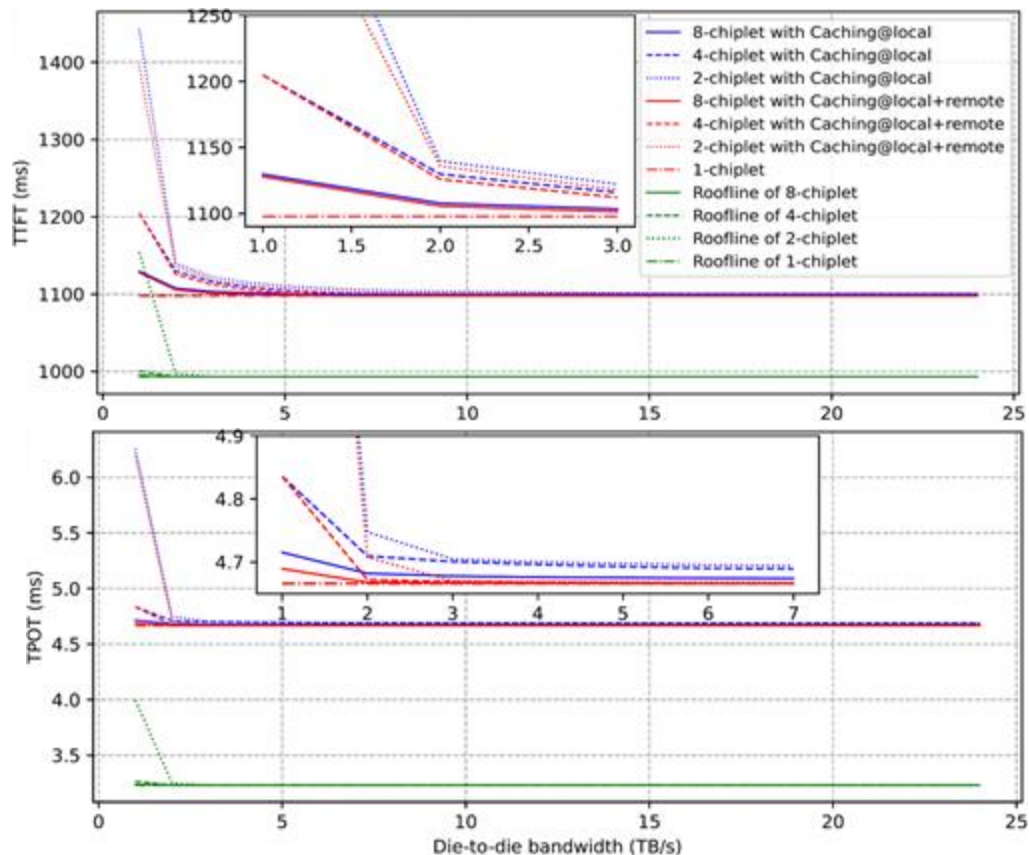 1250
1200
1150
1100
1.0 1.5 2.0 2.5 3.0
1400
1300
1200
1100
1000
TTFT (ms)
0 5 10 15 20 25
8-chiplet with Caching@local
4-chiplet with Caching@local
2-chiplet with Caching@local
8-chiplet with Caching@local+remote
4-chiplet with Caching@local+remote
2-chiplet with Caching@local+remote
1-chiplet
Roofline of 8-chiplet
Roofline of 4-chiplet
Roofline of 2-chiplet
Roofline of 1-chiplet
4.9
4.8
4.7
1 2 3 4 5 6 7
6.0
5.5
5.0
4.5
4.0
3.5
TPOT (ms)
0 5 10 15 20 25
Die-to-die bandwidth (TB/s)